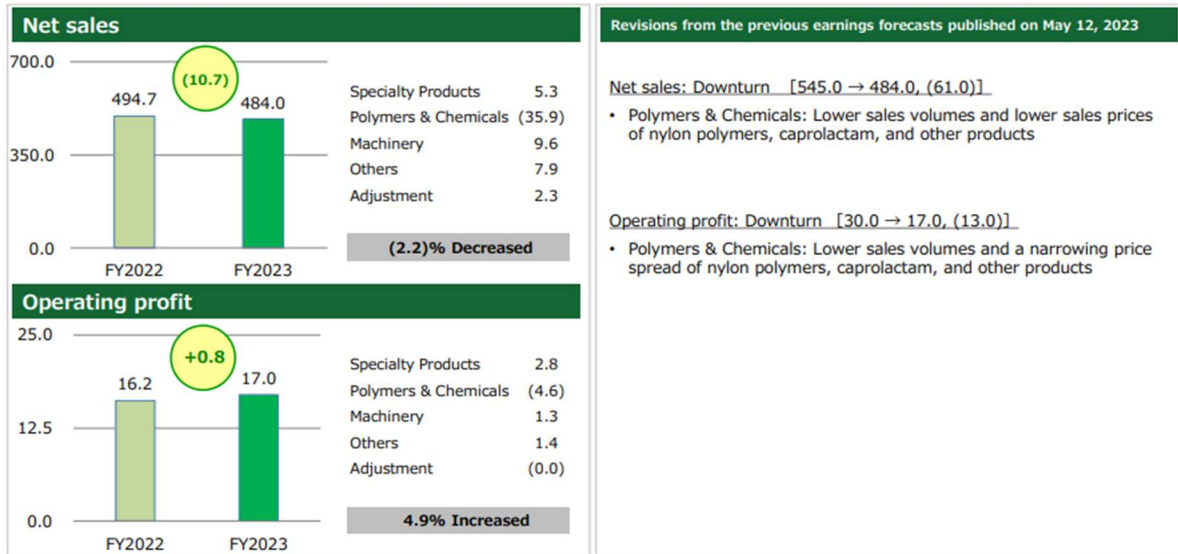 Net sales
700.0
(10.7)
494.7
484.0
350.0
0.0
FY2022
FY2023
Specialty Products 5.3
Polymers & Chemicals (35.9)
Machinery 9.6
Others 7.9
Adjustment 2.3
(2.2)% Decreased
Operating profit
25.0
+0.8
16.2
17.0
12.5
0.0
FY2022
FY2023
Specialty Products 2.8
Polymers & Chemicals (4.6)
Machinery 1.3
Others 1.4
Adjustment (0.0)
4.9% Increased
Revisions from the previous earnings forecasts published on May 12, 2023
Net sales: Downturn [545.0 → 484.0, (61.0)]
• Polymers & Chemicals: Lower sales volumes and lower sales prices
of nylon polymers, caprolactam, and other products
Operating profit: Downturn [30.0 → 17.0, (13.0)]
• Polymers & Chemicals: Lower sales volumes and a narrowing price
spread of nylon polymers, caprolactam, and other products